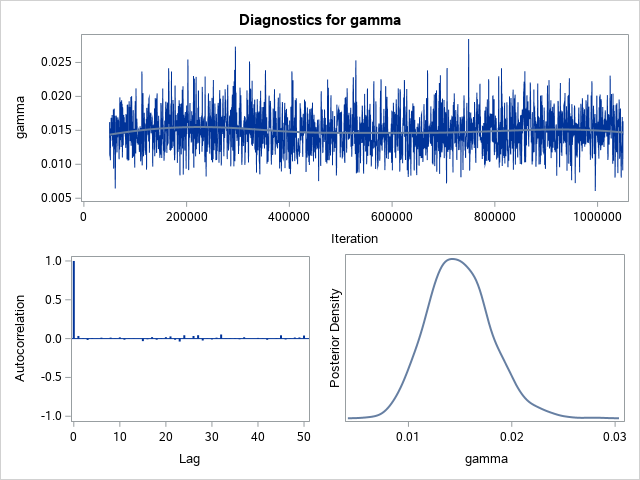 Diagnostics for gamma
gamma
0.025
0.020
0.015
0.010
0.005
0 200000 400000 600000 800000 1000000
Iteration
Autocorrelation
1.0
0.5
0.0
-0.5
-1.0
0 10 20 30 40 50
Lag
Posterior Density
0.01 0.02 0.03
gamma